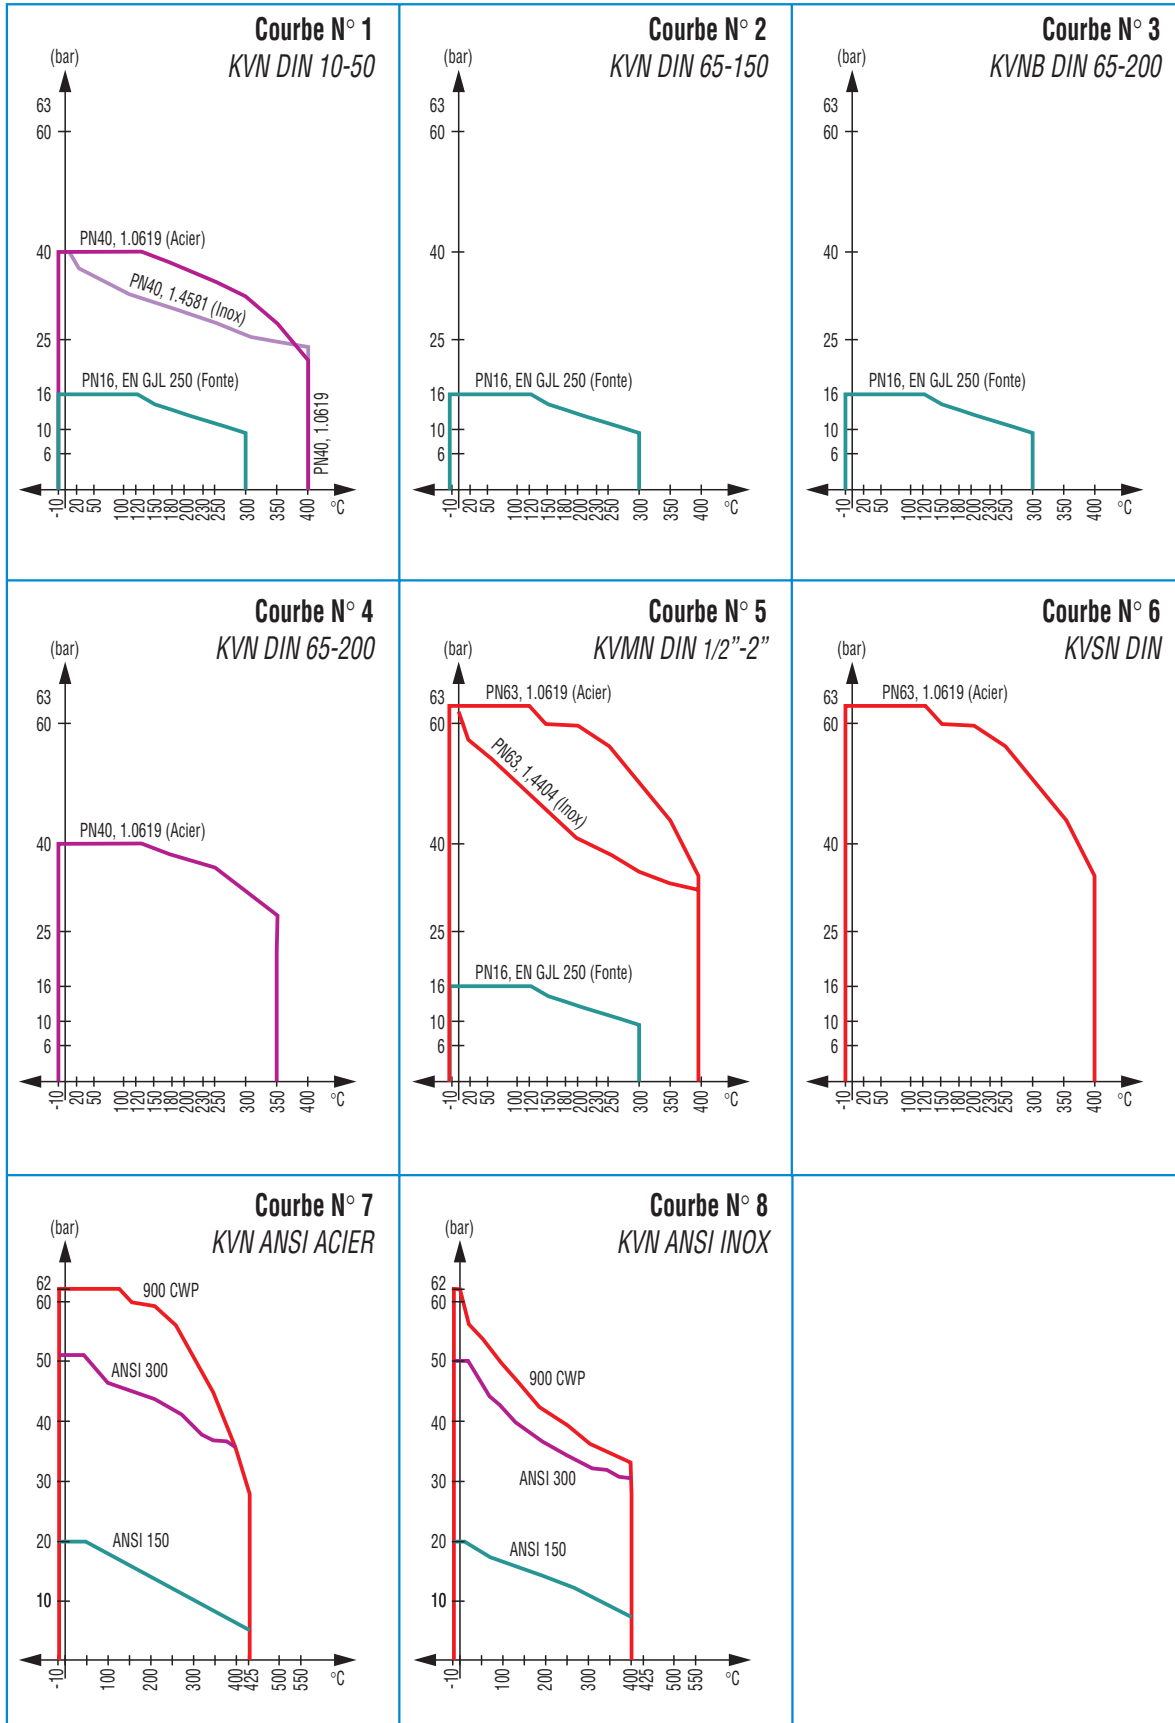 Courbe N° 1
KVN DIN 10-50
(bar)
63
60
40
25
16
10
6
PN40, 1.0619 (Acier)
PN40, 1.4581 (Inox)
PN16, EN GJL 250 (Fonte)
PN40, 1.0619
-10 20 50 100 120 150 180 200 230 250 300 350 400 °C
Courbe N° 2
KVN DIN 65-150
(bar)
63
60
40
25
16
10
6
PN16, EN GJL 250 (Fonte)
-10 20 50 100 120 150 180 200 230 250 300 350 400 °C
Courbe N° 3
KVNB DIN 65-200
(bar)
63
60
40
25
16
10
6
PN16, EN GJL 250 (Fonte)
-10 20 50 100 120 150 180 200 230 250 300 350 400 °C
Courbe N° 4
KVN DIN 65-200
(bar)
63
60
40
25
16
10
6
PN40, 1.0619 (Acier)
-10 20 50 100 120 150 180 200 230 250 300 350 400 °C
Courbe N° 5
KVMN DIN 1/2”-2”
(bar)
63
60
40
25
16
10
6
PN63, 1.0619 (Acier)
PN63, 1,4404 (Inox)
PN16, EN GJL 250 (Fonte)
-10 20 50 100 120 150 180 200 230 250 300 350 400 °C
Courbe N° 6
KVSN DIN
(bar)
63
60
40
25
16
10
6
PN63, 1.0619 (Acier)
-10 20 50 100 120 150 180 200 230 250 300 350 400 °C
Courbe N° 7
KVN ANSI ACIER
(bar)
62
60
50
40
30
20
10
900 CWP
ANSI 300
ANSI 150
-10 100 200 300 400 425 500 550 °C
Courbe N° 8
KVN ANSI INOX
(bar)
62
60
50
40
30
20
10
900 CWP
ANSI 300
ANSI 150
-10 100 200 300 400 425 500 550 °C